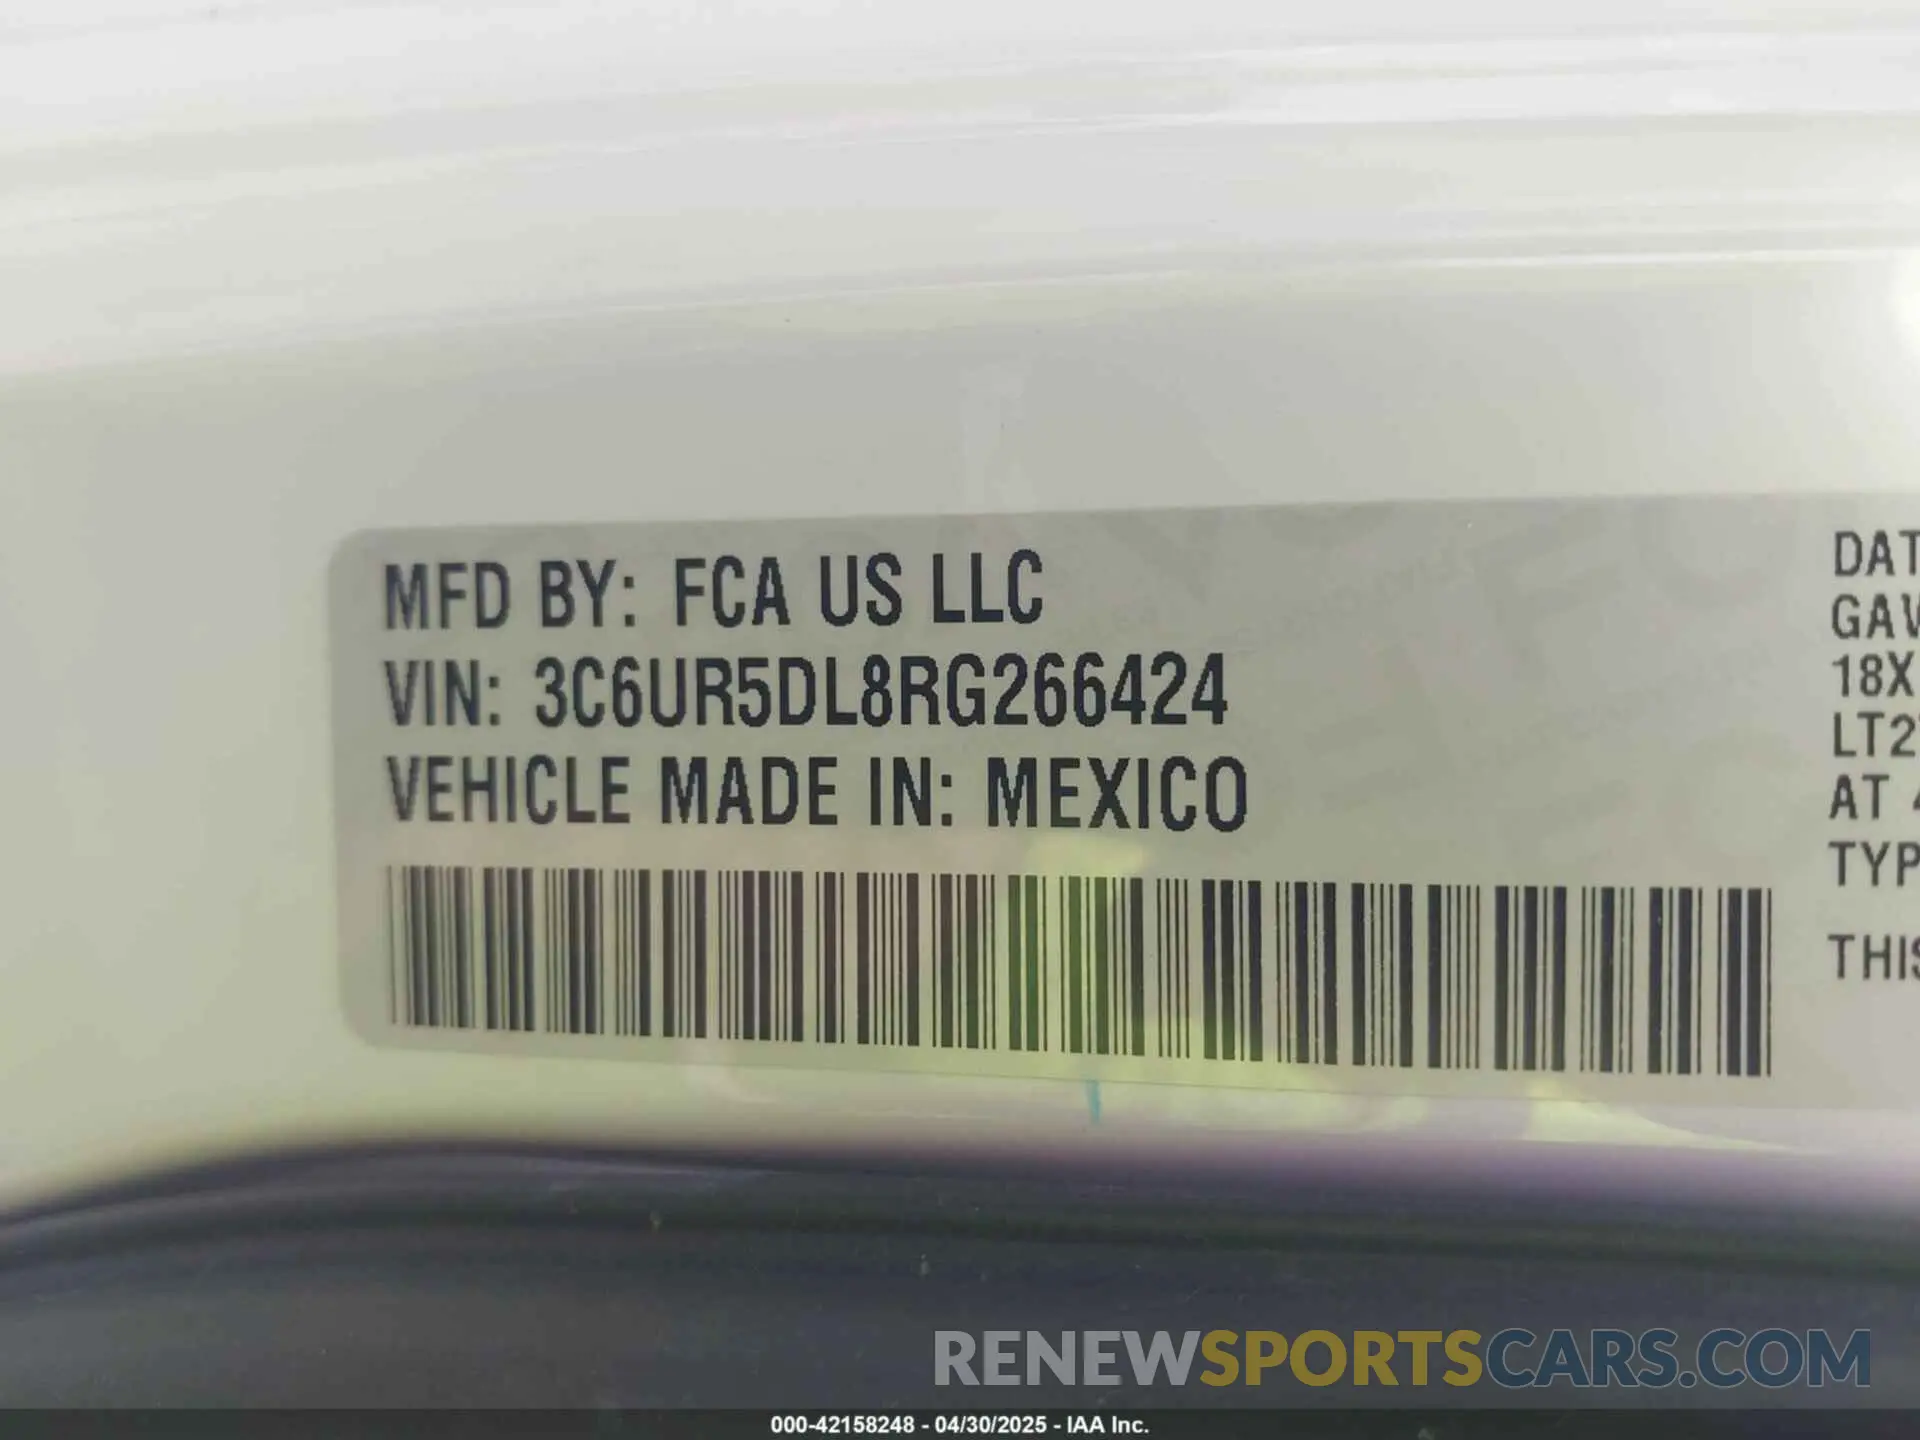 MFD BY: FCA US LLC
VIN: 3C6UR5DL8RG266424
VEHICLE MADE IN: MEXICO
DAT
GAV
18X
LT2
AT
TYP
THIS
RENEWSPORTSCARS.COM
000-42158248 - 04/30/2025 - IAA Inc.